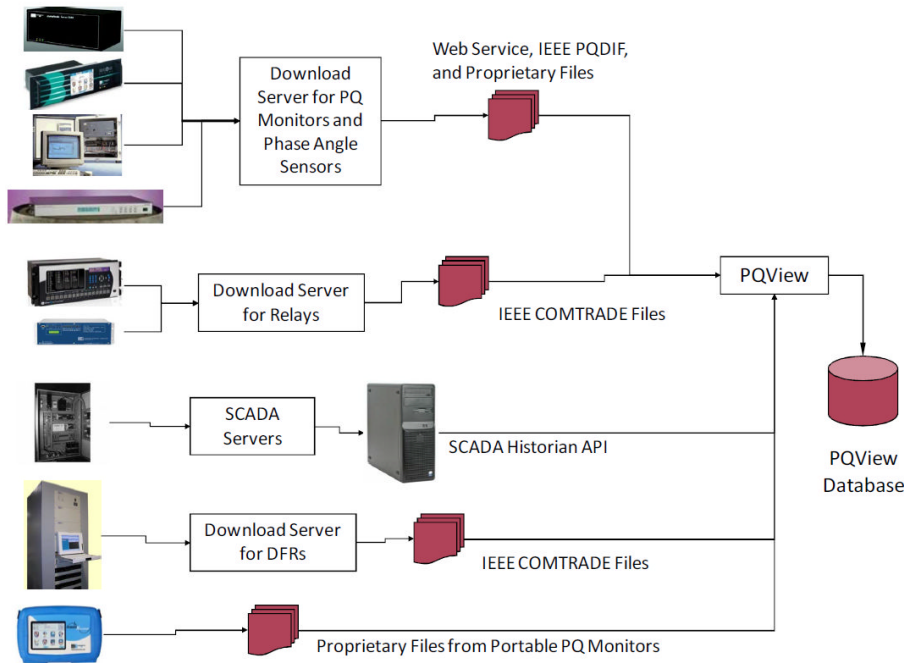 Web Service, IEEE PQDIF,
and Proprietary Files
Download
Server for PQ
Monitors and
Phase Angle
Sensors
Download Server
for Relays
IEEE COMTRADE Files
PQView
SCADA
Servers
SCADA Historian API
PQView
Database
Download Server
for DFRs
IEEE COMTRADE Files
Proprietary Files from Portable PQ Monitors